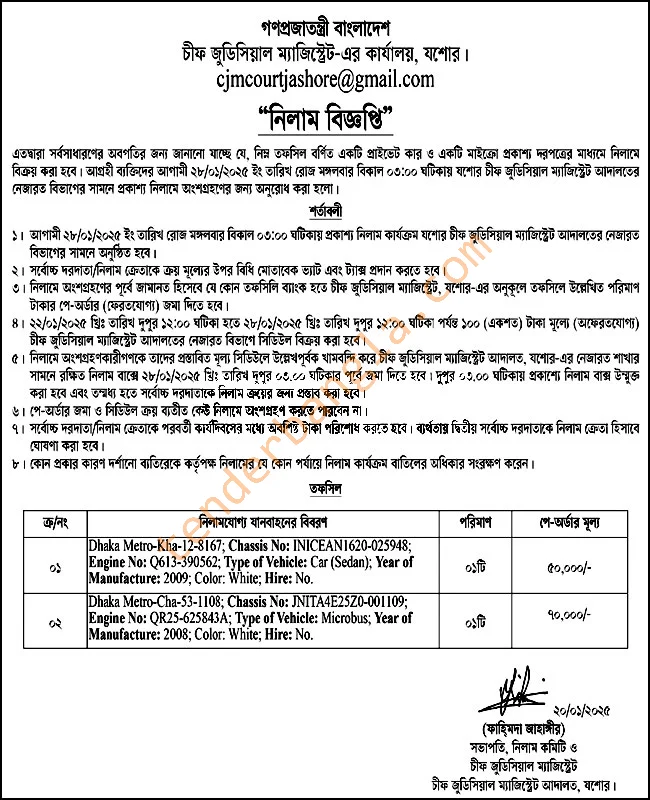 গণপ্রজাতন্ত্রী বাংলাদেশ
চীফ জুডিসিয়াল ম্যাজিস্ট্রেট-এর কার্যালয়, যশোর।
cjmcourtjashore@gmail.com
“নিলাম বিজ্ঞপ্তি”
এতদ্বারা সর্বসাধারণের অবগতির জন্য জানানো যাচ্ছে যে, নিম্ন তফসিল বর্ণিত একটি প্রাইভেট কার ও একটি মাইক্রো প্রকাশ্য দরপত্রের মাধ্যমে নিলামে
বিক্রয় করা হবে। আগ্রহী ব্যক্তিদের আগামী ২৮/০১/২০২৫ ইং তারিখ রোজ মঙ্গলবার বিকাল ০৩:০০ ঘটিকায় যশোর চীফ জুডিসিয়াল ম্যাজিস্ট্রেট আদালতের
নেজারত বিভাগের সামনে প্রকাশ্য নিলামে অংশগ্রহণের জন্য অনুরোধ করা হলো।
শর্তাবলী
১। আগামী ২৮/০১/২০২৫ ইং তারিখ রোজ মঙ্গলবার বিকাল ০৩:০০ ঘটিকায় প্রকাশ্য নিলাম কার্যক্রম যশোর চীফ জুডিসিয়াল ম্যাজিস্ট্রেট আদালতের নেজারত
বিভাগের সামনে অনুষ্ঠিত হবে।
২। সর্বোচ্চ দরদাতা/নিলাম ক্রেতাকে ক্রয় মূল্যের উপর বিধি মোতাবেক ভ্যাট এবং ট্যাক্স প্রদান করতে হবে।
৩। নিলামে অংশগ্রহণের পূর্বে জামানত হিসেবে যে কোন তফসিলি ব্যাংক হতে চীফ জুডিসিয়াল ম্যাজিস্ট্রেট, যশোর-এর অনুকূলে তফসিলে উল্লেখিত পরিমাণ
টাকার পে-অর্ডার (ফেরতযোগ্য) জমা দিতে হবে।
৪। ২২/০১/২০২৫ খ্রিঃ তারিখ দুপুর ১২:০০ ঘটিকা হতে ২৮/০১/২০২৫ খ্রিঃ তারিখ দুপুর ১২:০০ ঘটিকা পর্যন্ত ১০০ (একশত) টাকা মূল্যে (অফেরতযোগ্য)
চীফ জুডিসিয়াল ম্যাজিস্ট্রেট আদালতের নেজারত বিভাগে সিডিউল বিক্রয় করা হবে।
৫। নিলামে অংশগ্রহণকারীগণকে তাদের প্রস্তাবিত মূল্য সিডিউলে উল্লেখপূর্বক খামবন্দি করে চীফ জুডিসিয়াল ম্যাজিস্ট্রেট আদালত, যশোর-এর নেজারত শাখার
সামনে রক্ষিত নিলাম বাক্সে ২৮/০১/২০২৫ খ্রিঃ তারিখ দুপুর ০৩.০০ ঘটিকার পূর্বে জমা দিতে হবে। দুপুর ০৩.০০ ঘটিকায় প্রকাশ্যে নিলাম বাক্স উন্মুক্ত
করা হবে এবং তন্মধ্য হতে সর্বোচ্চ দরদাতাকে নিলাম ক্রয়ের জন্য প্রস্তাব করা হবে।
৬। পে-অর্ডার জমা ও সিডিউল ক্রয় ব্যতীত কেউ নিলামে অংশগ্রহণ করতে পারবেন না।
৭। সর্বোচ্চ দরদাতা/নিলাম ক্রেতাকে পরবর্তী কার্যদিবসের মধ্যে অবশিষ্ট টাকা পরিশোধ করতে হবে। ব্যর্থতায় দ্বিতীয় সর্বোচ্চ দরদাতাকে নিলাম ক্রেতা হিসাবে
ঘোষণা করা হবে।
৮। কোন প্রকার কারণ দর্শানো ব্যতিরেকে কর্তৃপক্ষ নিলামের যে কোন পর্যায়ে নিলাম কার্যক্রম বাতিলের অধিকার সংরক্ষণ করেন।
তফসিল
ক্র/নং নিলামযোগ্য যানবাহনের বিবরণ পরিমাণ পে-অর্ডার মূল্য
Dhaka Metro-Kha-12-8167; Chassis No: INICEAN1620-025948;
০১ Engine No: Q613-390562; Type of Vehicle: Car (Sedan); Year of ০১টি ৫০,০০০/-
Manufacture: 2009; Color: White; Hire: No.
Dhaka Metro-Cha-53-1108; Chassis No: JNITA4E25Z0-001109;
০২ Engine No: QR25-625843A; Type of Vehicle: Microbus; Year of ০১টি ৭০,০০০/-
Manufacture: 2008; Color: White; Hire: No.
২০/০১/২০২৫
(ফাহ্‌মিদা জাহাঙ্গীর)
সভাপতি, নিলাম কমিটি ও
চীফ জুডিসিয়াল ম্যাজিস্ট্রেট
চীফ জুডিসিয়াল ম্যাজিস্ট্রেট আদালত, যশোর।
tenderbangla.com